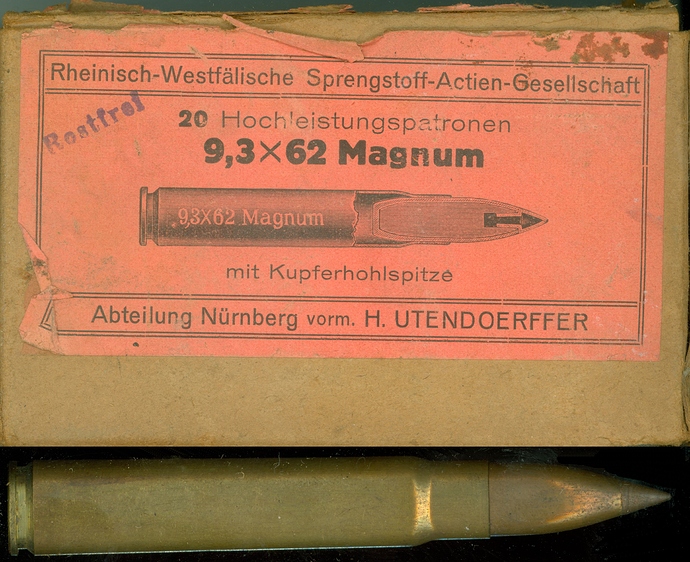 Rheinisch-Westfälische Sprengstoff-Actien-Gesellschaft
Rostfrei
20 Hochleistungspatronen
9,3×62 Magnum
9,3X62 Magnum
mit Kupferhohlspitze
Abteilung Nürnberg vorm. H. UTENDOERFFER